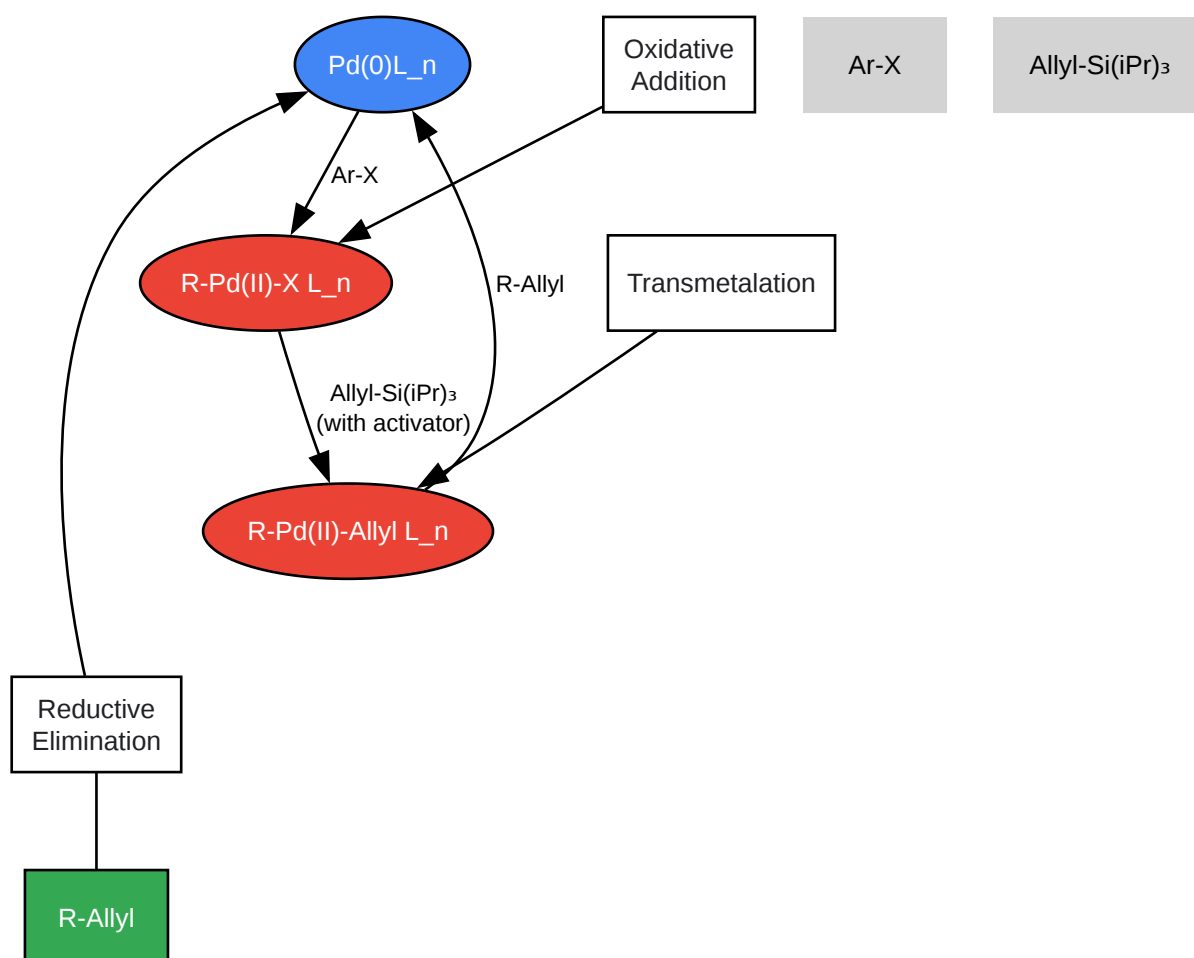 Pd(0)L_n
Oxidative
Addition
Ar-X
Allyl-Si(iPr)₃
Ar-X
R-Pd(II)-X L_n
R-Allyl
Transmetalation
Allyl-Si(iPr)₃
(with activator)
R-Pd(II)-Allyl L_n
Reductive
Elimination
R-Allyl